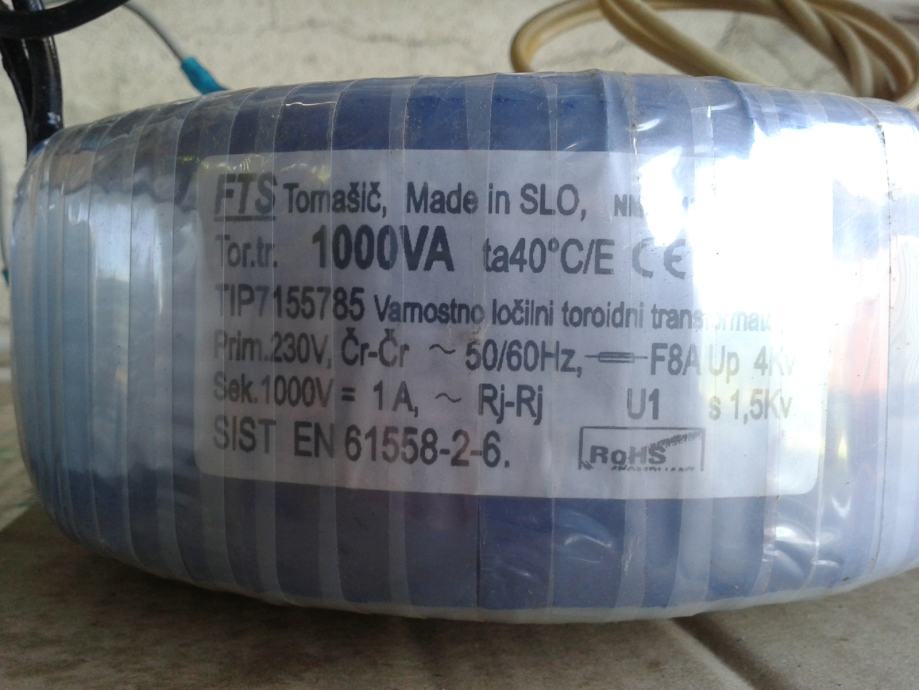 FTS Tomašič, Made in SLO,
Tor.tr. 1000VA ta40°C/E CE
TIP7155785 Varnostno ločilni toroidni
Prim.230V, Čr-Čr ~ 50/60Hz, F8A Up 4Kv
Sek.1000V = 1A, ~ Rj-Rj U1 s 1,5Kv
SIST EN 61558-2-6.
RoHS